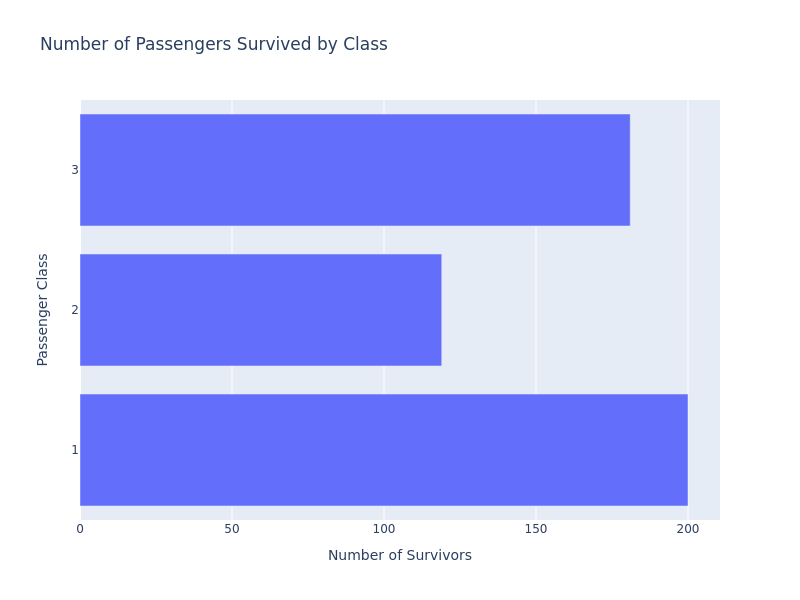 Number of Passengers Survived by Class
Passenger Class
3
2
1
0 50 100 150 200
Number of Survivors